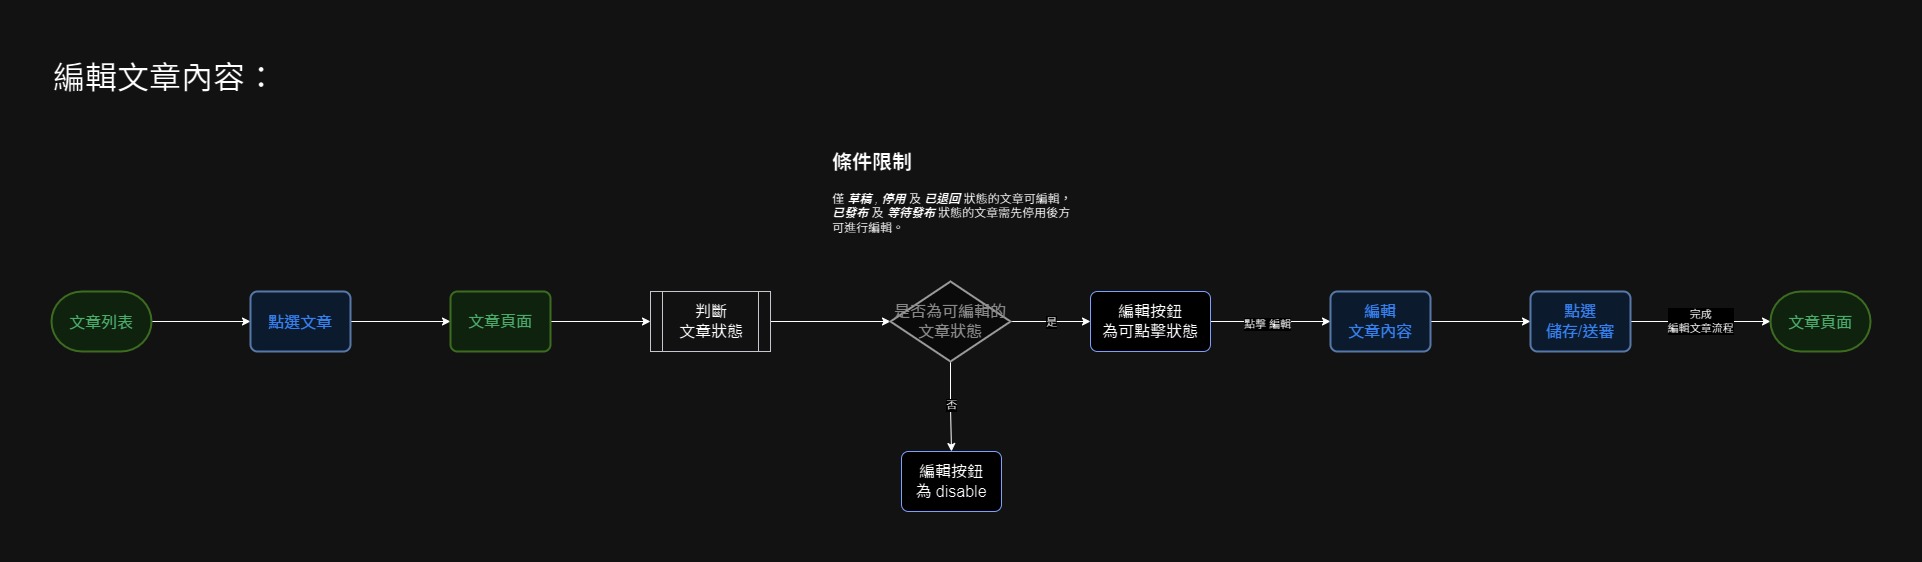 編輯文章內容：
條件限制
僅 草稿 , 停用 及 已退回 狀態的文章可編輯，
已發布 及 等待發布 狀態的文章需先停用後方
可進行編輯。
文章列表
點選文章
文章頁面
判斷
文章狀態
是否為可編輯的
文章狀態
是
編輯按鈕
為可點擊狀態
點擊 編輯
編輯
文章內容
點選
儲存/送審
完成
編輯文章流程
文章頁面
否
編輯按鈕
為 disable